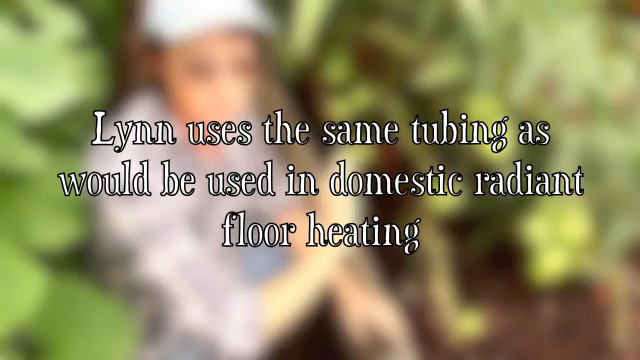 Lynn uses the same tubing as
would be used in domestic radiant
floor heating